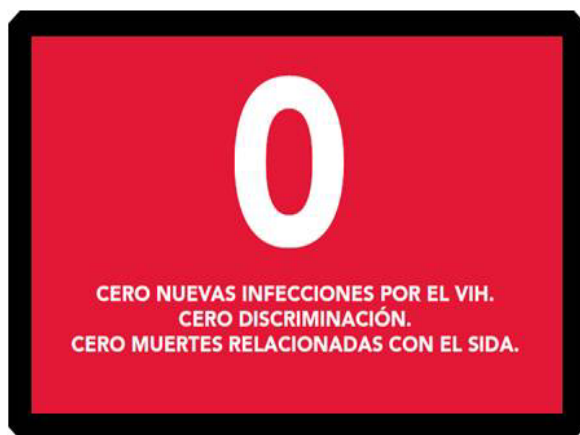 0
CERO NUEVAS INFECCIONES POR EL VIH.
CERO DISCRIMINACIÓN.
CERO MUERTES RELACIONADAS CON EL SIDA.